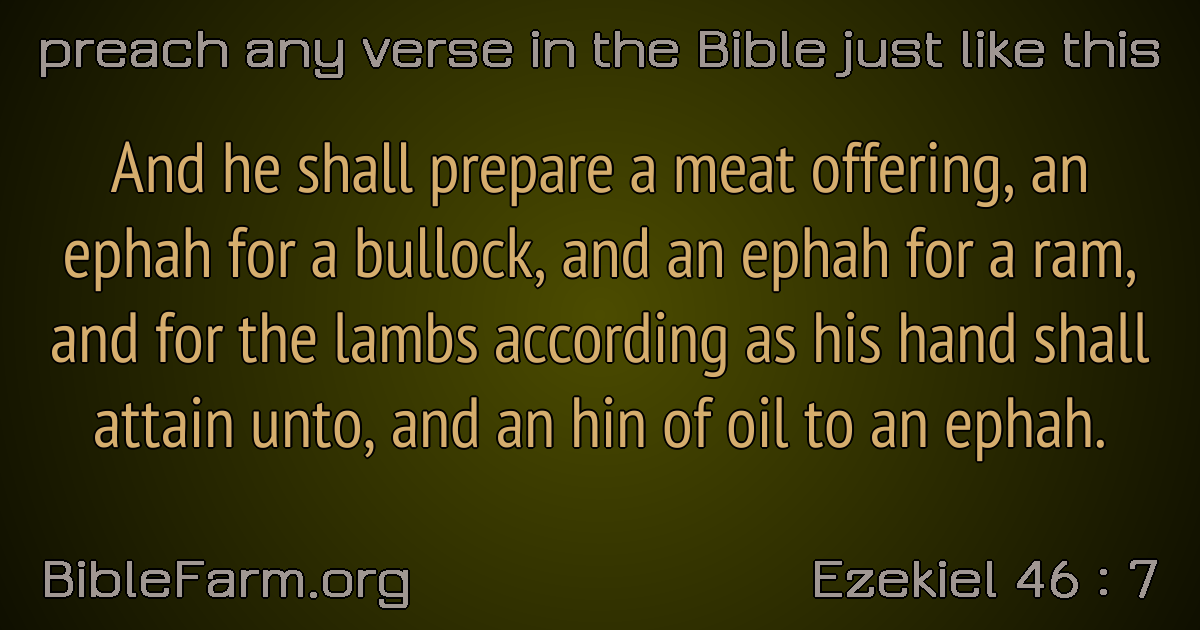 preach any verse in the Bible just like this
And he shall prepare a meat offering, an
ephah for a bullock, and an ephah for a ram,
and for the lambs according as his hand shall
attain unto, and an hin of oil to an ephah.
BibleFarm.org
Ezekiel 46 : 7